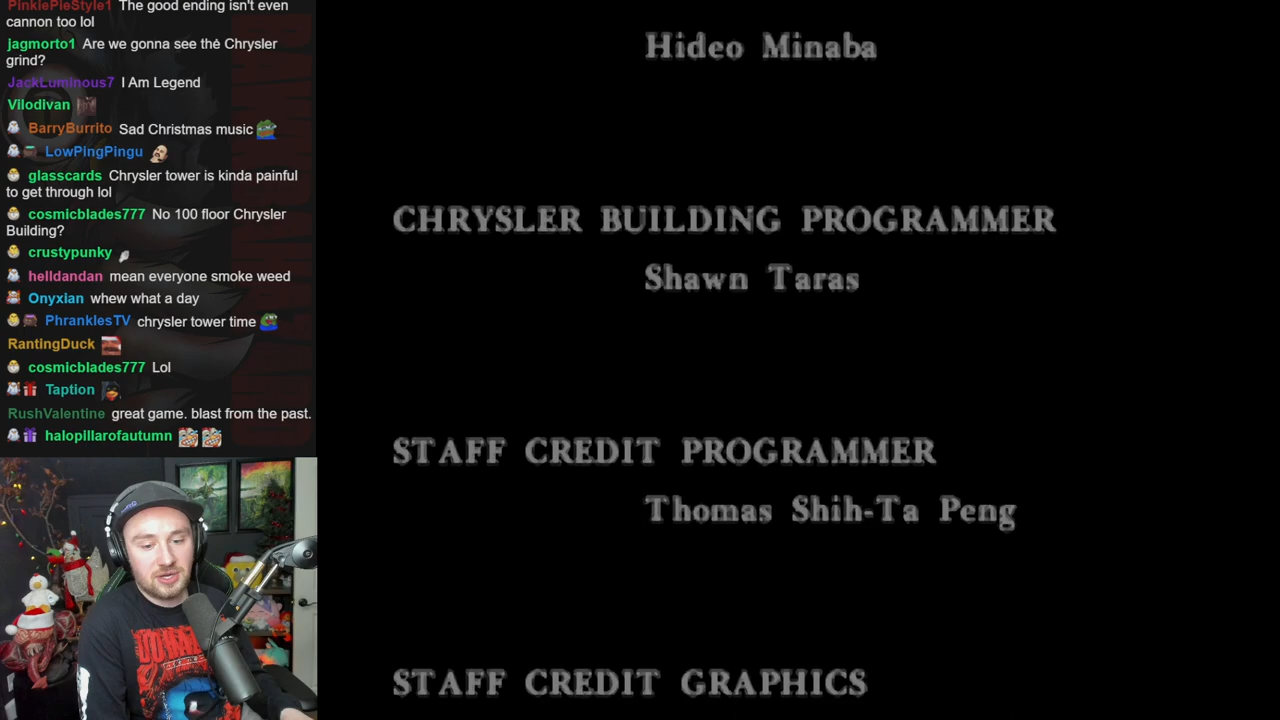 PinkiePieStyle1 The good ending isn't even
cannon too lol
jagmorto1 Are we gonna see the Chrysler
grind?
JackLuminous7 I Am Legend
Vilodivan
BarryBurrito Sad Christmas music
LowPingPingu
glasscards Chrysler tower is kinda painful
to get through lol
cosmicblades777 No 100 floor Chrysler
Building?
crustypunky
helldandan mean everyone smoke weed
Onyxian whew what a day
PhranklesTV chrysler tower time
RantingDuck
cosmicblades777 Lol
Taption
RushValentine great game. blast from the past.
halopillarofautumn
Hideo Minaba
CHRYSLER BUILDING PROGRAMMER
Shawn Taras
STAFF CREDIT PROGRAMMER
Thomas Shih-Ta Peng
STAFF CREDIT GRAPHICS